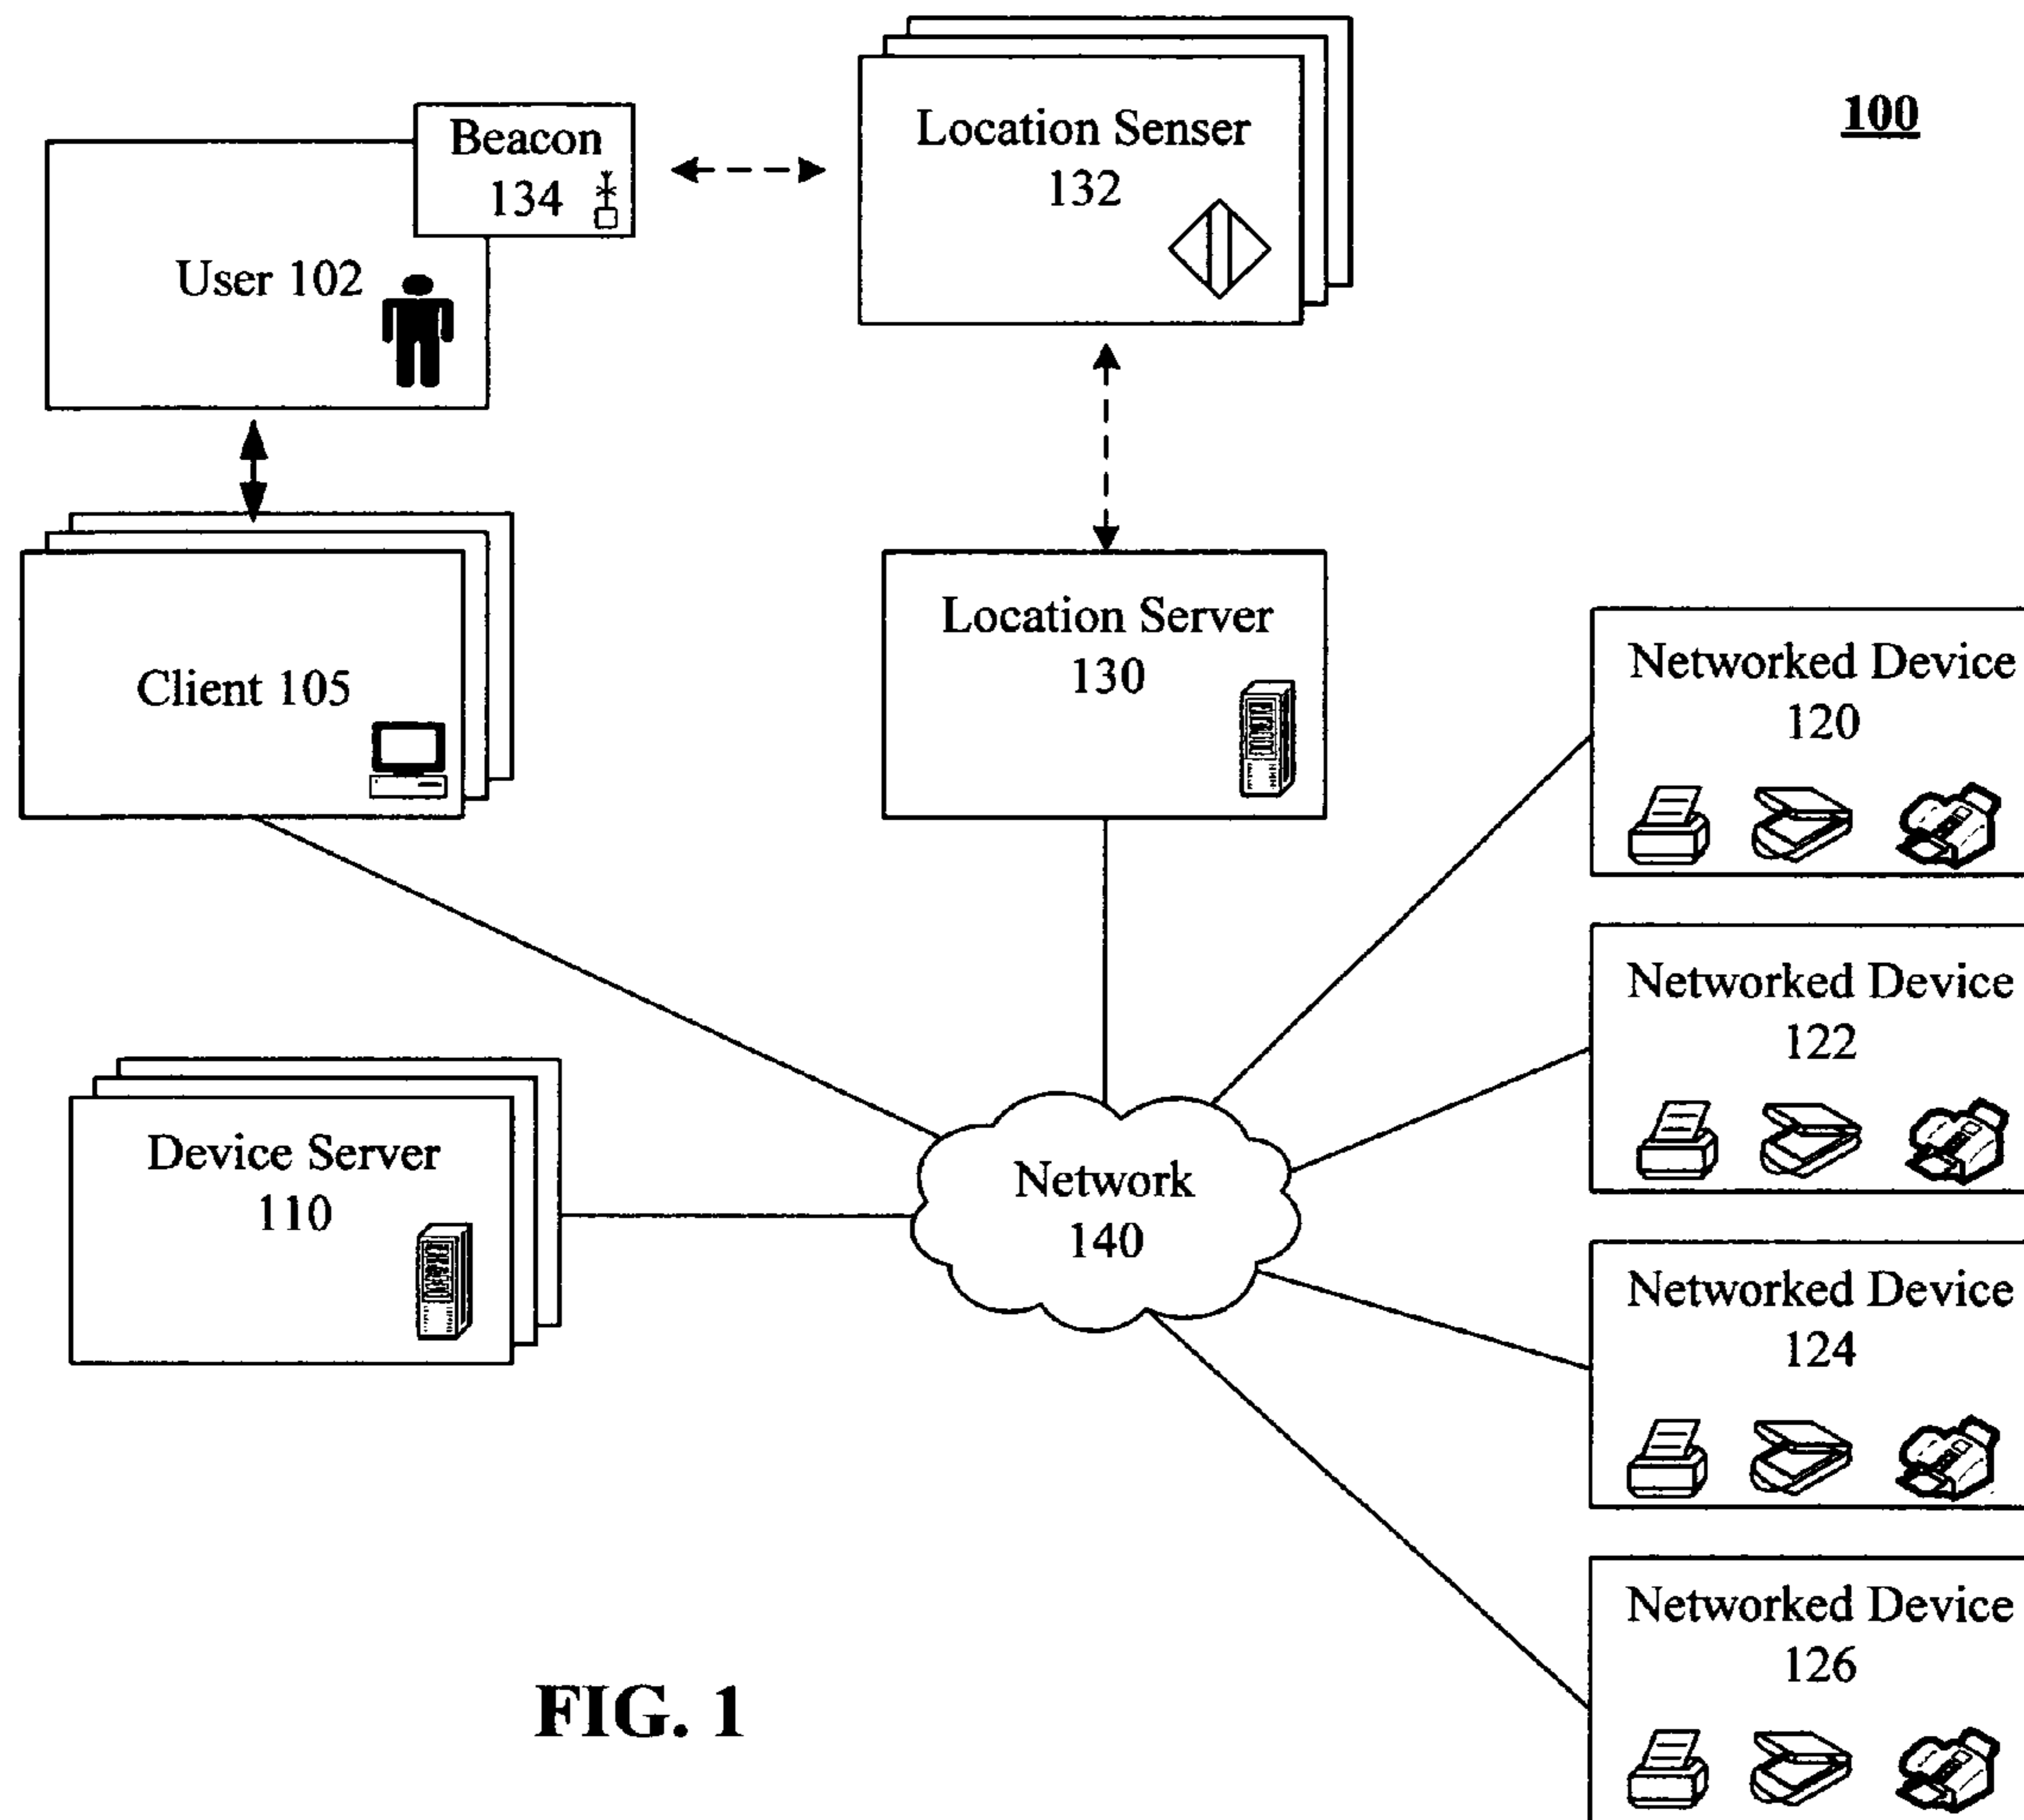 100
Beacon
134
Location Senser
132
User 102
Client 105
Location Server
130
Networked Device
120
Networked Device
122
Device Server
110
Network
140
Networked Device
124
Networked Device
126
FIG. 1